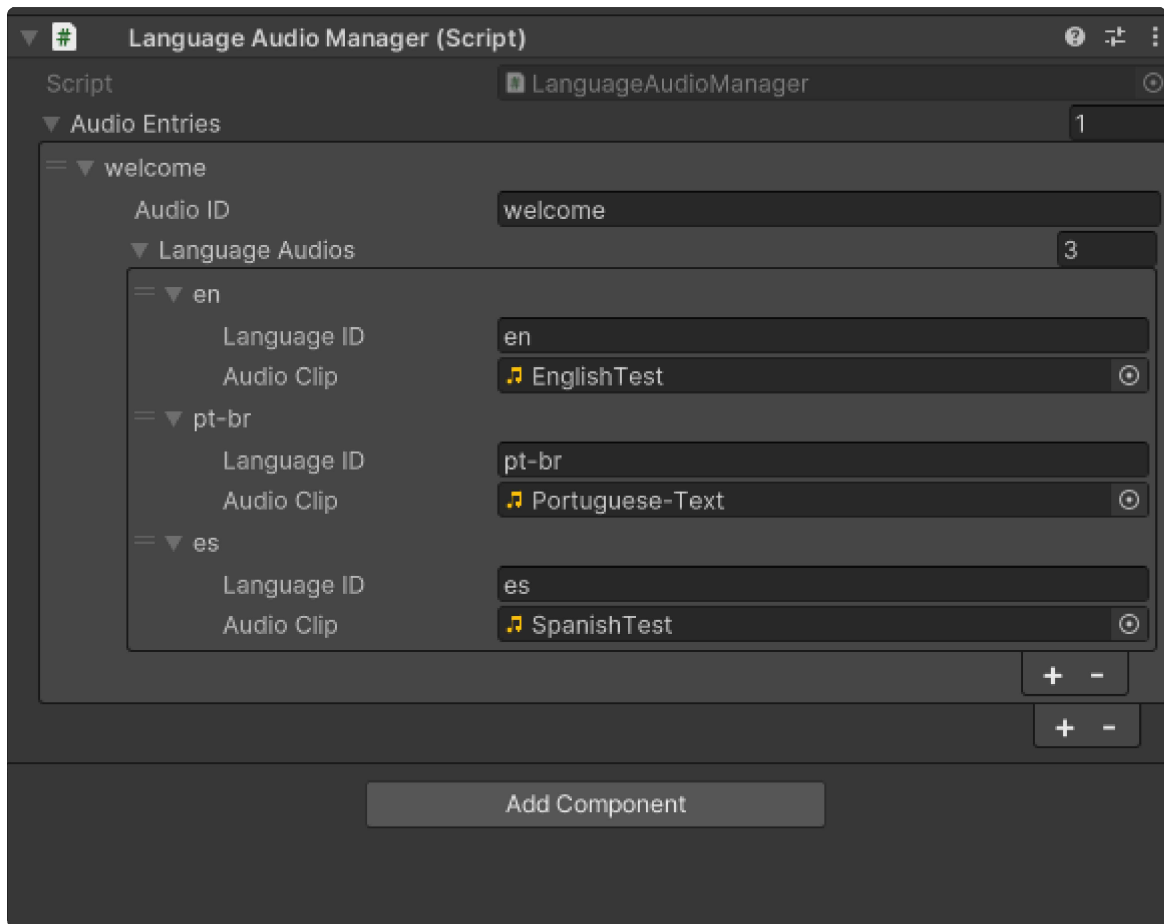 # Language Audio Manager (Script)
Script # LanguageAudioManager
Audio Entries 1
welcome
Audio ID welcome
Language Audios 3
en
Language ID en
Audio Clip EnglishTest
pt-br
Language ID pt-br
Audio Clip Portuguese-Text
es
Language ID es
Audio Clip SpanishTest
+ -
+ -
Add Component